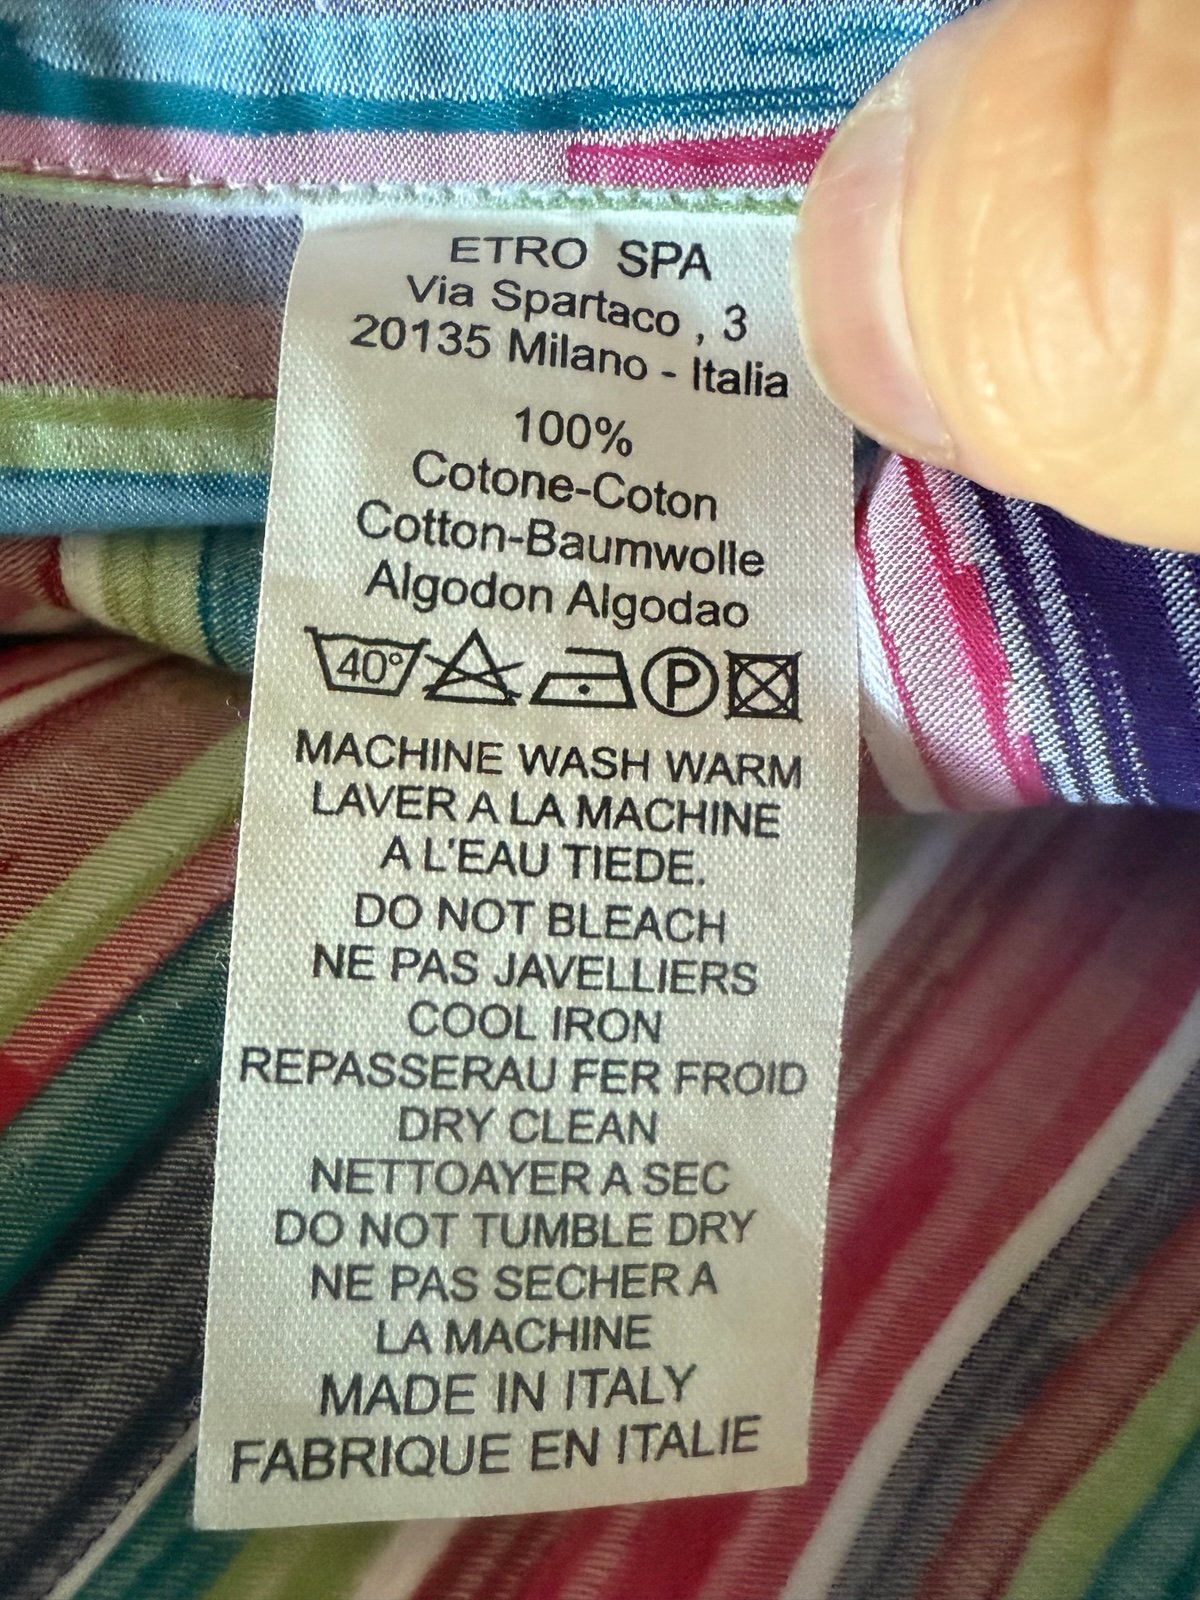 ETRO SPA
Via Spartaco , 3
20135 Milano - Italia
100%
Cotone-Coton
Cotton-Baumwolle
Algodon Algodao
40° P
MACHINE WASH WARM
LAVER A LA MACHINE
A L'EAU TIEDE.
DO NOT BLEACH
NE PAS JAVELLIERS
COOL IRON
REPASSERAU FER FROID
DRY CLEAN
NETTOAYER A SEC
DO NOT TUMBLE DRY
NE PAS SECHER A
LA MACHINE
MADE IN ITALY
FABRIQUE EN ITALIE